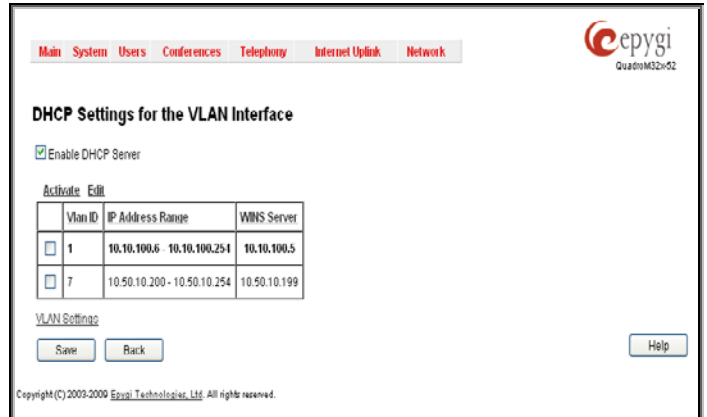 Main System Users Conferences Telephony Internet Uplink Network
epygi
QuadroM32x-52
DHCP Settings for the VLAN Interface
Enable DHCP Server
Activate Edit
Vlan ID IP Address Range WINS Server
1 10.10.100.6 - 10.10.100.254 10.10.100.5
7 10.50.10.200 - 10.50.10.254 10.50.10.199
VLAN Settings
Save Back
Help
Copyright (C) 2003-2009 Epygi Technologies, Ltd. All rights reserved.